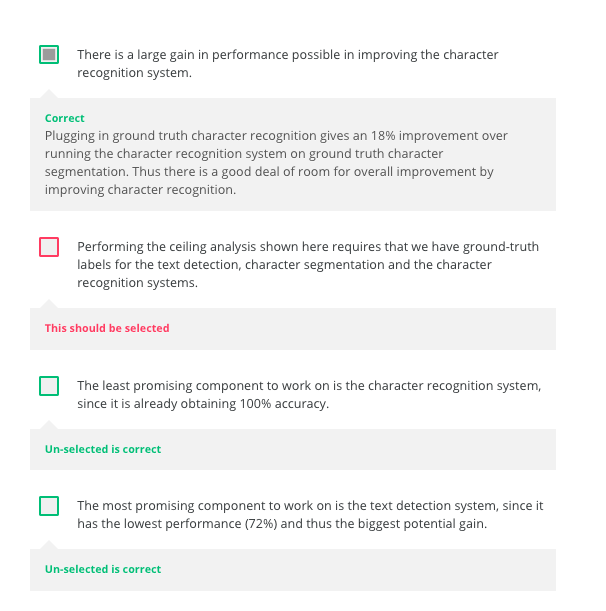 There is a large gain in performance possible in improving the character
recognition system.
Correct
Plugging in ground truth character recognition gives an 18% improvement over
running the character recognition system on ground truth character
segmentation. Thus there is a good deal of room for overall improvement by
improving character recognition.
Performing the ceiling analysis shown here requires that we have ground-truth
labels for the text detection, character segmentation and the character
recognition systems.
This should be selected
The least promising component to work on is the character recognition system,
since it is already obtaining 100% accuracy.
Un-selected is correct
The most promising component to work on is the text detection system, since it
has the lowest performance (72%) and thus the biggest potential gain.
Un-selected is correct